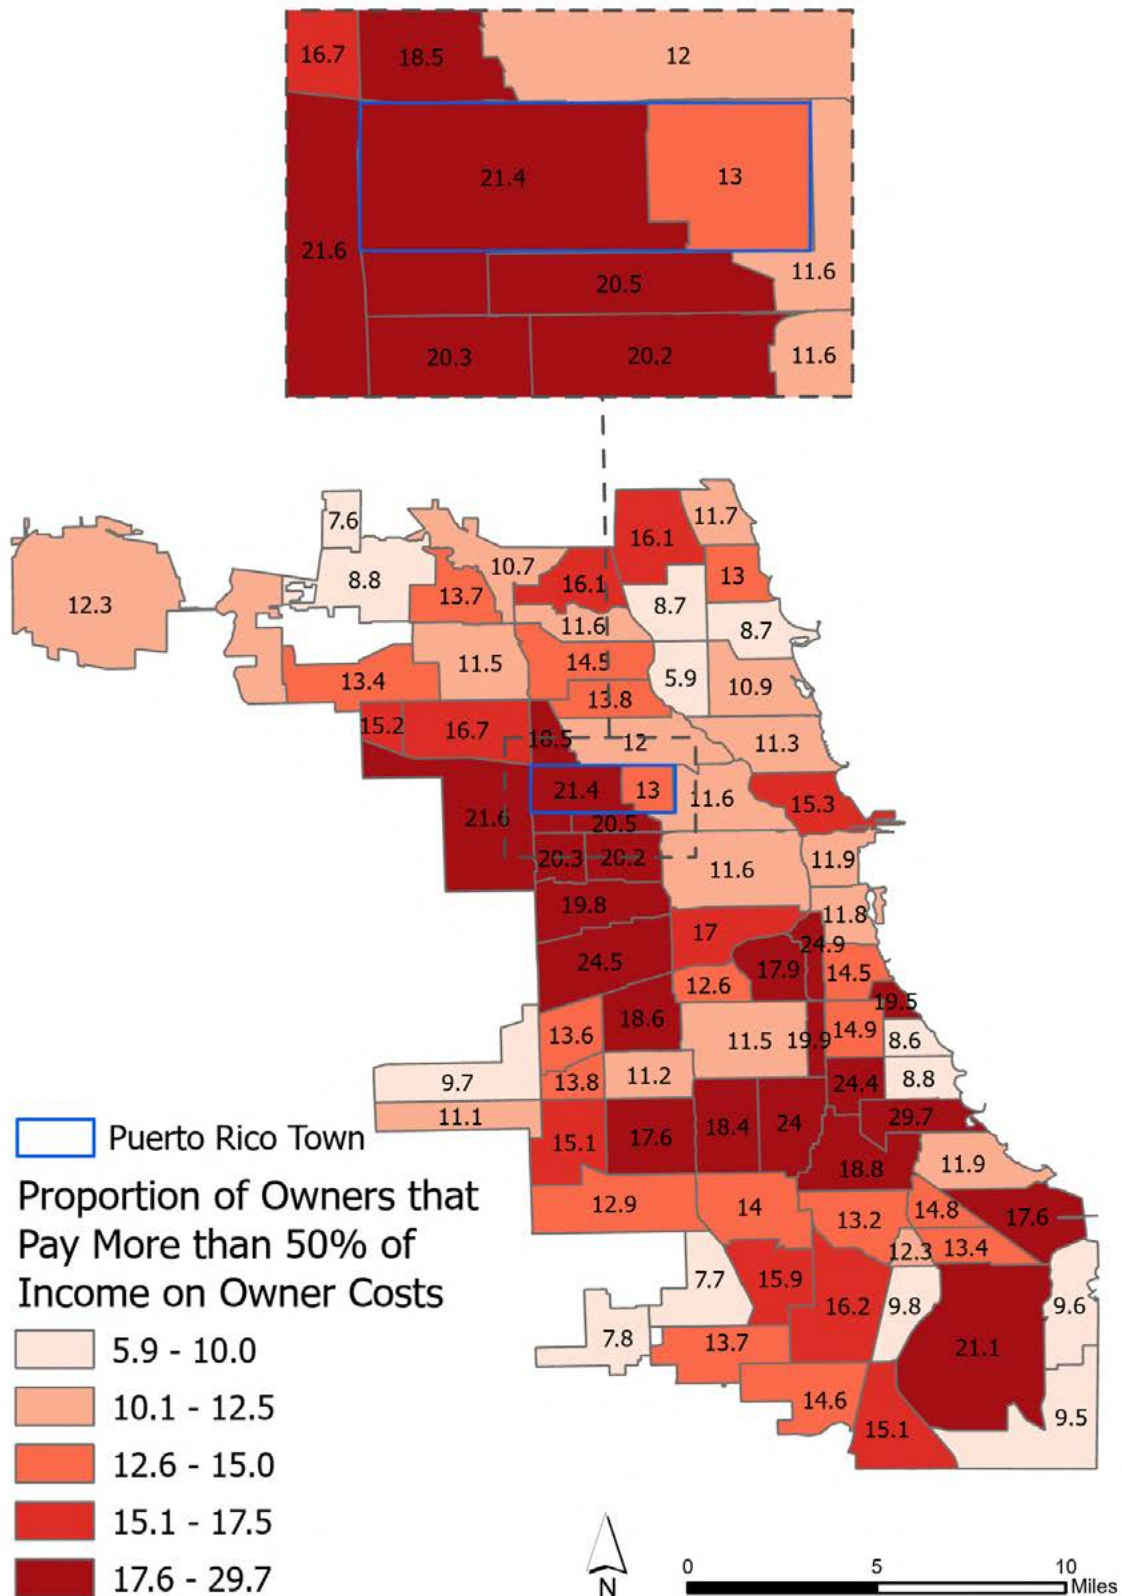 16.7 18.5 12
21.4 13
21.6
11.6
20.5
20.3 20.2 11.6
7.6
11.7
16.1
10.7
8.8 13.7 16.1 13
12.3
8.7
11.6 8.7
14.5
11.5 5.9
13.4 10.9
13.8
15.2 16.7 18.5 12 11.3
21.4 13 11.6 15.3
21.6 20.5
20.3 20.2 11.9
11.6
19.8 11.8
17 24.9
24.5 17.9 14.5
12.6 19.5
18.6
13.6 11.5 19.9 14.9 8.6
9.7 13.8 11.2 24.4 8.8
11.1 29.7
15.1 17.6 18.4 24
18.8 11.9
12.9 14 13.2 14.8 17.6
12.3 13.4
7.7 15.9
16.2 9.8 9.6
7.8 13.7 21.1
14.6 9.5
15.1
Puerto Rico Town
Proportion of Owners that
Pay More than 50% of
Income on Owner Costs
5.9 - 10.0
10.1 - 12.5
12.6 - 15.0
15.1 - 17.5
17.6 - 29.7
N
0 5 10
Miles